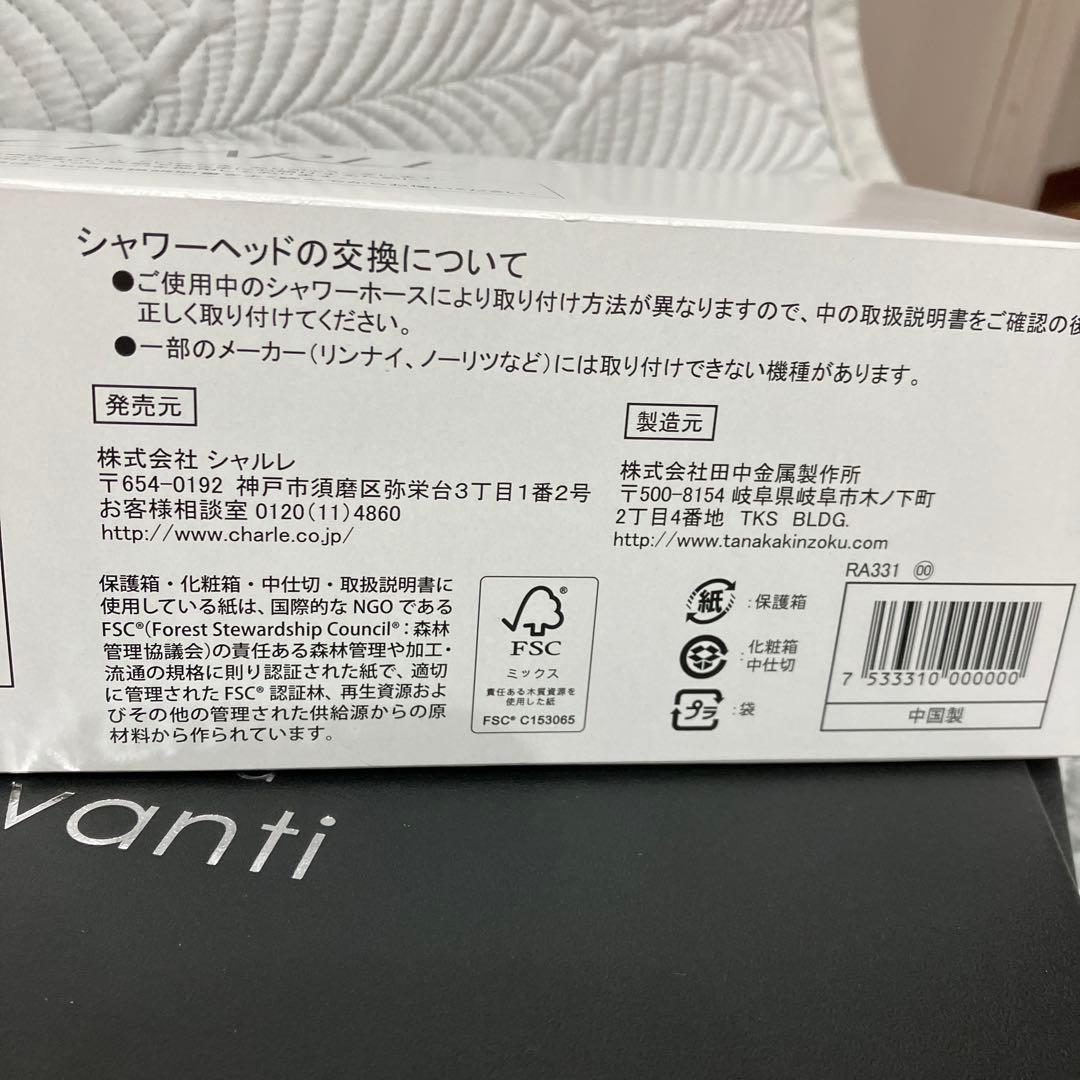 シャワーヘッドの交換について
●ご使用中のシャワーホースにより取り付け方法が異なりますので、中の取扱説明書をご確認の後
正しく取り付けてください。
●一部のメーカー(リンナイ、ノーリツなど)には取り付けできない機種があります。
発売元
株式会社 シャルレ
〒654-0192 神戸市須磨区弥栄台3丁目1番2号
お客様相談室 0120(11)4860
http://www.charle.co.jp/
製造元
株式会社田中金属製作所
〒500-8154 岐阜県岐阜市木ノ下町
2丁目4番地 TKS BLDG.
http://www.tanakakinzoku.com
保護箱・化粧箱・中仕切・取扱説明書に
使用している紙は、国際的な NGO である
FSC®(Forest Stewardship Council®:森林
管理協議会)の責任ある森林管理や加工・
流通の規格に則り認証された紙で、適切
に管理された FSC® 認証林、再生資源およ
びその他の管理された供給源からの原
材料から作られています。
®
FSC
ミックス
責任ある木質資源を
使用した紙
FSC® C153065
紙 :保護箱
:化粧箱
中仕切
プラ :袋
RA331 00
7 533310 000000
中国製
vanti